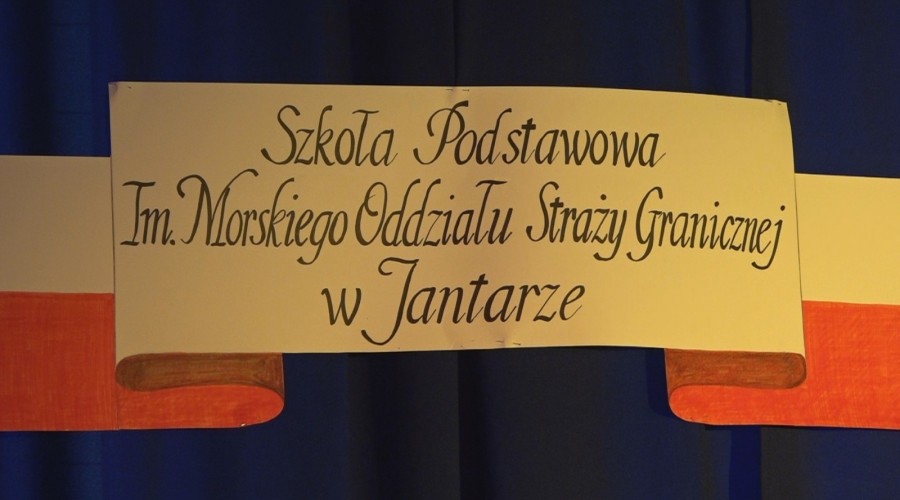 Szkoła Podstawowa
Im. Morskiego Oddziału Straży Granicznej
w Jantarze